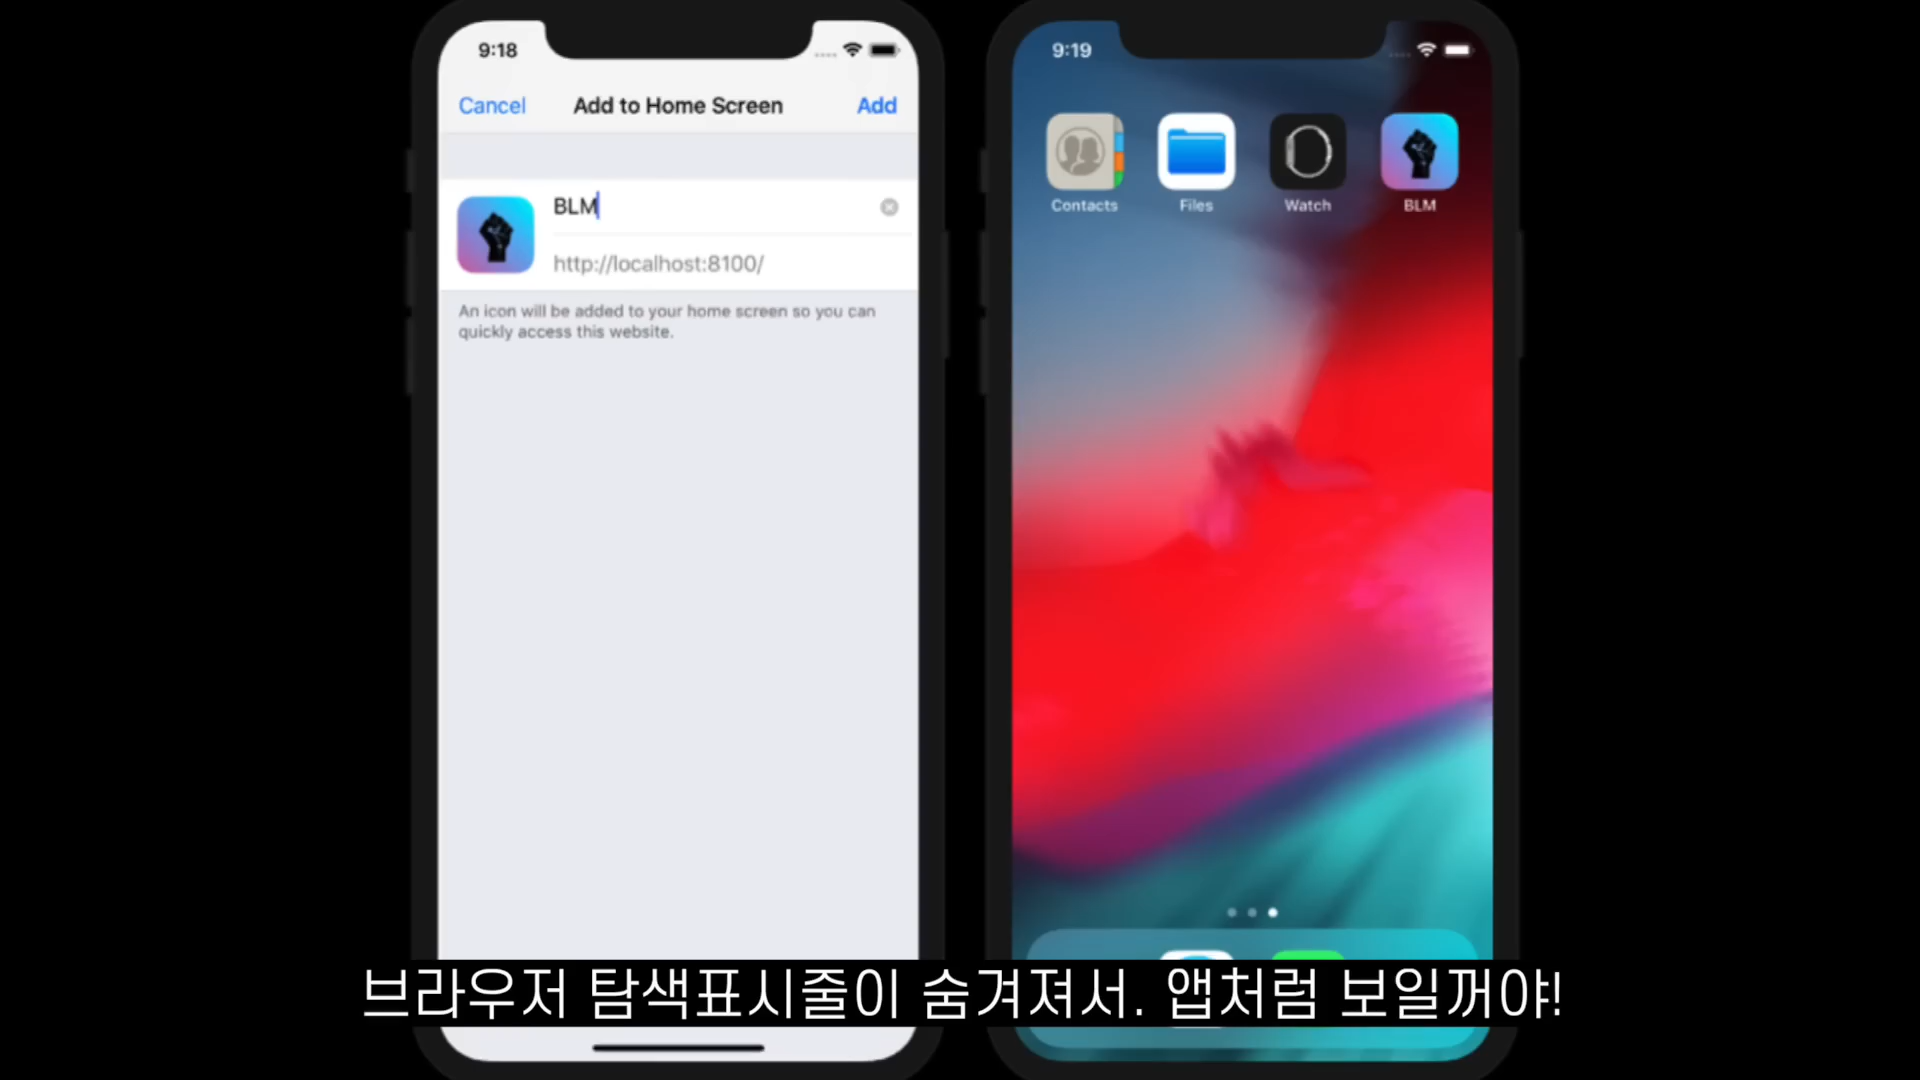 9:18
Cancel
Add to Home Screen
Add
BLM
http://localhost:8100/
An icon will be added to your home screen so you can
quickly access this website.
9:19
Contacts
Files
Watch
BLM
브라우저 탐색표시줄이 숨겨져서. 앱처럼 보일꺼야!